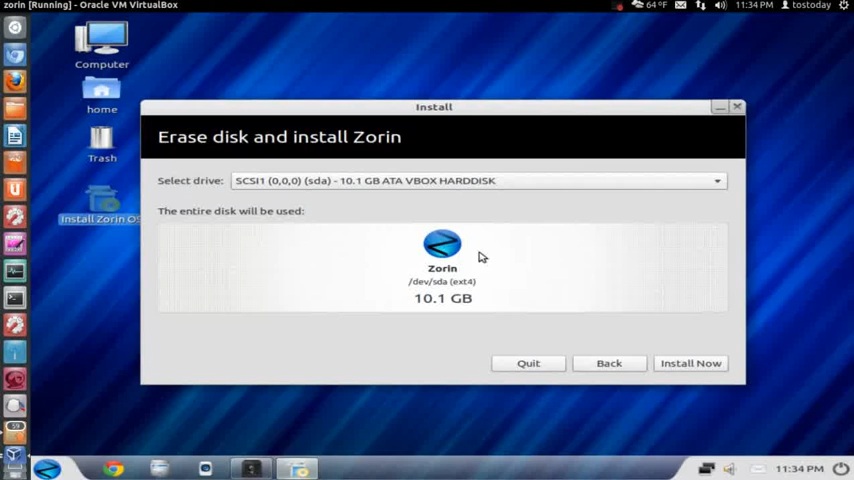 zorin [Running] - Oracle VM VirtualBox
64 °F
11:34 PM
tostoday
Computer
home
Trash
Install Zorin OS
Install
Erase disk and install Zorin
Select drive:
SCSI1 (0,0,0) (sda) - 10.1 GB ATA VBOX HARDDISK
The entire disk will be used:
Zorin
/dev/sda (ext4)
10.1 GB
Quit
Back
Install Now
59
11:34 PM